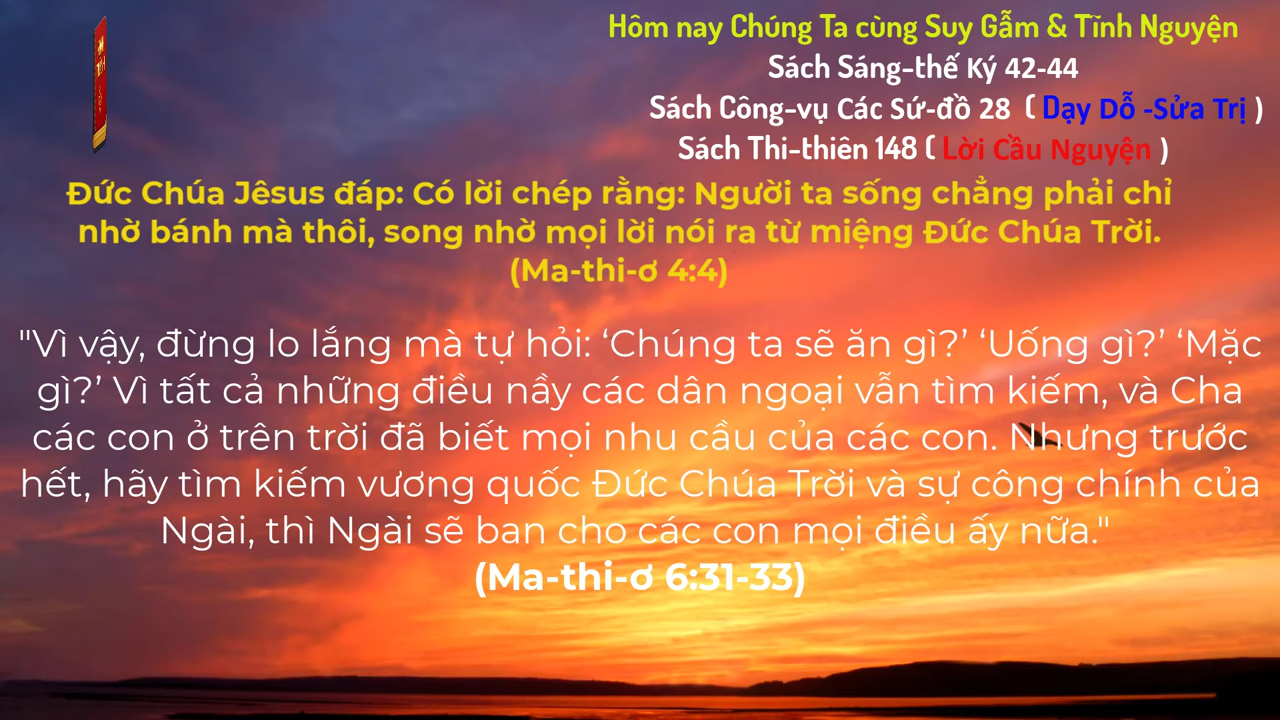 Hôm nay Chúng Ta cùng Suy Gẫm & Tĩnh Nguyện
Sách Sáng-thế Ký 42-44
Sách Công-vụ Các Sứ-đồ 28 ( Dạy Dỗ -Sửa Trị )
Sách Thi-thiên 148 ( Lời Cầu Nguyện )
Đức Chúa Jêsus đáp: Có lời chép rằng: Người ta sống chẳng phải chỉ
nhờ bánh mà thôi, song nhờ mọi lời nói ra từ miệng Đức Chúa Trời.
(Ma-thi-ơ 4:4)
"Vì vậy, đừng lo lắng mà tự hỏi: ‘Chúng ta sẽ ăn gì?’ ‘Uống gì?’ ‘Mặc
gì?’ Vì tất cả những điều nầy các dân ngoại vẫn tìm kiếm, và Cha
các con ở trên trời đã biết mọi nhu cầu của các con. Nhưng trước
hết, hãy tìm kiếm vương quốc Đức Chúa Trời và sự công chính của
Ngài, thì Ngài sẽ ban cho các con mọi điều ấy nữa."
(Ma-thi-ơ 6:31-33)